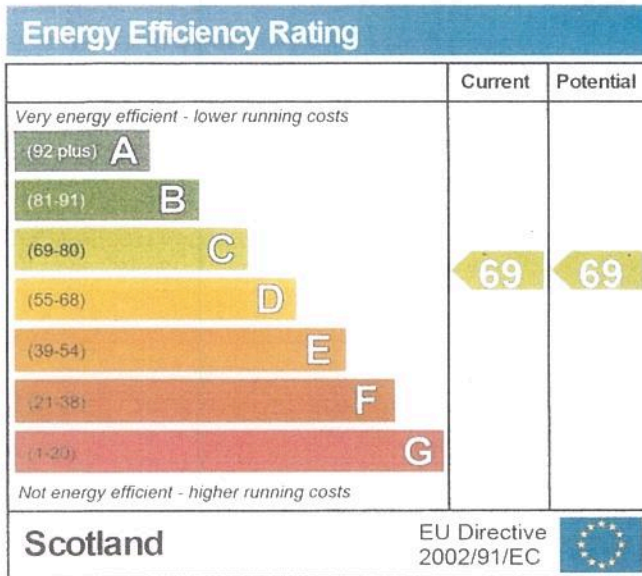 Energy Efficiency Rating
Current Potential
Very energy efficient - lower running costs
(92 plus) A
(81-91) B
(69-80) C
69 69
(55-68) D
(39-54) E
(21-38) F
(1-20) G
Not energy efficient - higher running costs
Scotland
EU Directive
2002/91/EC